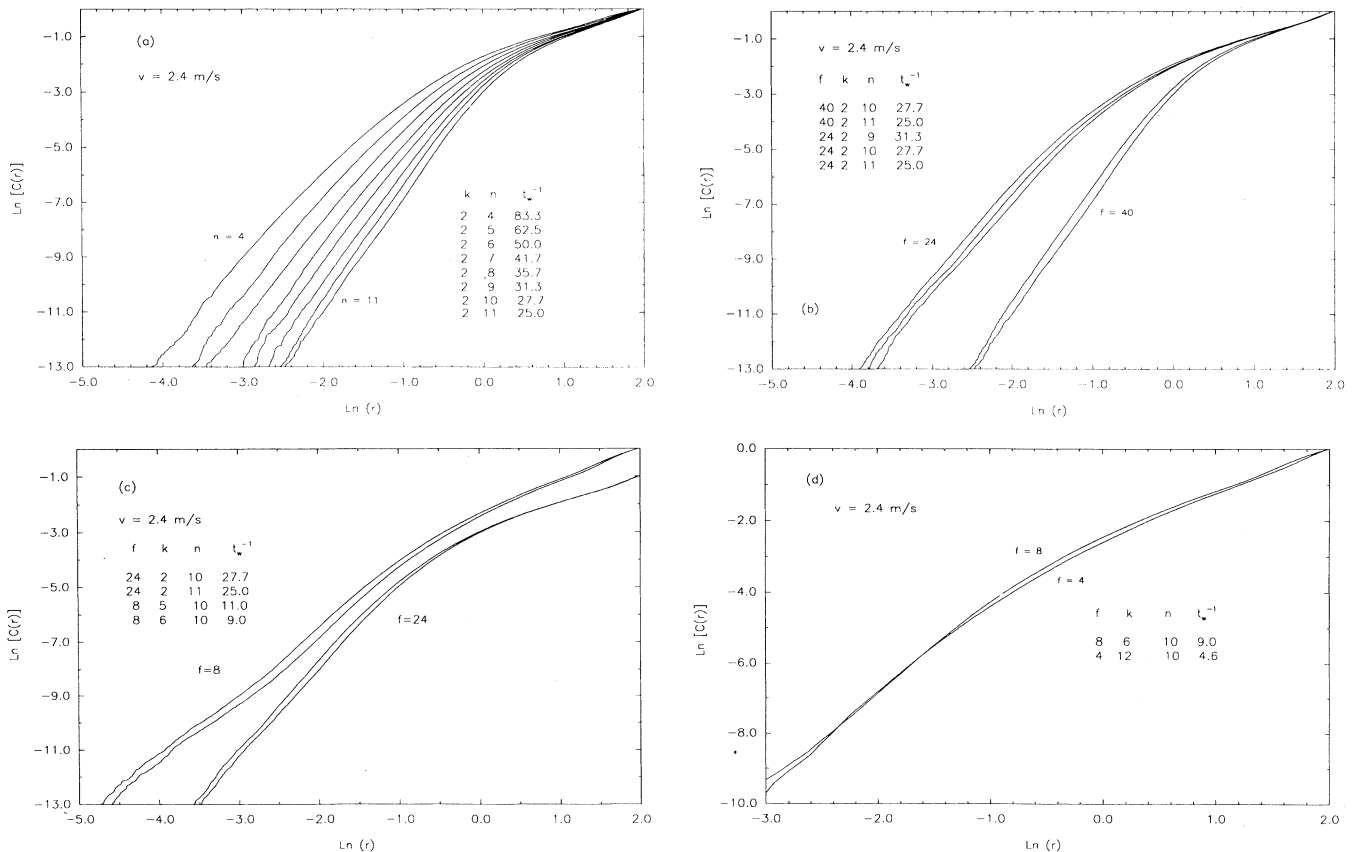 (a)
v = 2.4 m/s
Ln [C(r)]
-1.0
-3.0
-5.0
-7.0
-9.0
-11.0
-13.0
n = 4
n = 11
k n t_w^-1
2 4 83.3
2 5 62.5
2 6 50.0
2 7 41.7
2 8 35.7
2 9 31.3
2 10 27.7
2 11 25.0
-5.0 -4.0 -3.0 -2.0 -1.0 0.0 1.0 2.0
Ln (r)
v = 2.4 m/s
f k n t_w^-1
40 2 10 27.7
40 2 11 25.0
24 2 9 31.3
24 2 10 27.7
24 2 11 25.0
Ln [C(r)]
-1.0
-3.0
-5.0
-7.0
-9.0
-11.0
-13.0
f = 24
f = 40
(b)
-5.0 -4.0 -3.0 -2.0 -1.0 0.0 1.0 2.0
Ln (r)
(c)
v = 2.4 m/s
f k n t_w^-1
24 2 10 27.7
24 2 11 25.0
8 5 10 11.0
8 6 10 9.0
Ln [C(r)]
-1.0
-3.0
-5.0
-7.0
-9.0
-11.0
-13.0
f=8
f=24
-5.0 -4.0 -3.0 -2.0 -1.0 0.0 1.0 2.0
Ln (r)
(d)
v = 2.4 m/s
Ln [C(r)]
0.0
-2.0
-4.0
-6.0
-8.0
-10.0
f = 8
f = 4
f k n t_w^-1
8 6 10 9.0
4 12 10 4.6
-3.0 -2.0 -1.0 0.0 1.0 2.0
Ln (r)